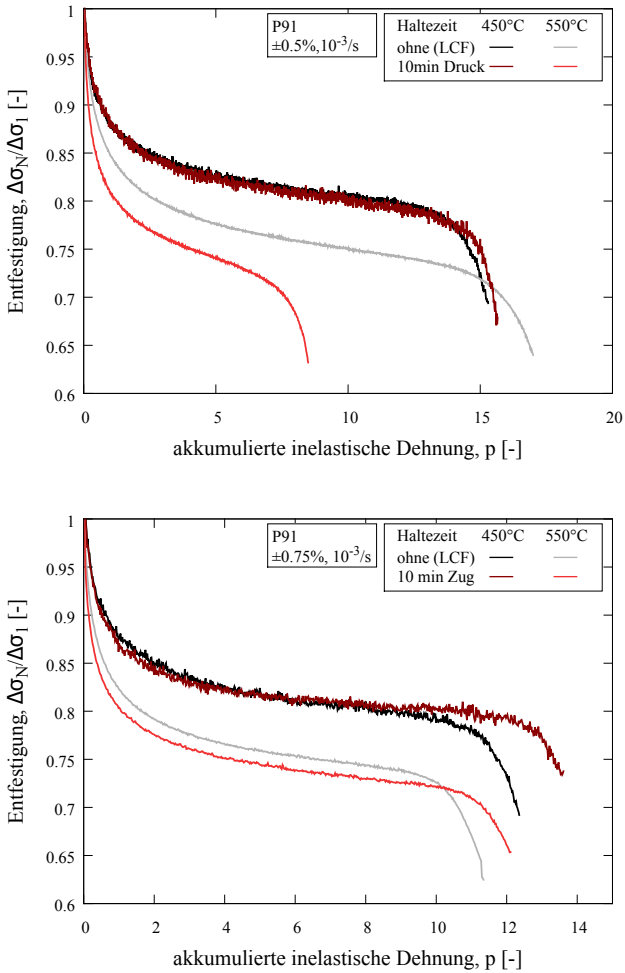 P91
±0.5%,10⁻³/s
Haltezeit 450°C 550°C
ohne (LCF)
10min Druck
1
0.95
0.9
0.85
0.8
0.75
0.7
0.65
0.6
Entfestigung, Δσ_N/Δσ_1 [-]
0 5 10 15 20
akkumulierte inelastische Dehnung, p [-]
P91
±0.75%, 10⁻³/s
Haltezeit 450°C 550°C
ohne (LCF)
10 min Zug
1
0.95
0.9
0.85
0.8
0.75
0.7
0.65
0.6
Entfestigung, Δσ_N/Δσ_1 [-]
0 2 4 6 8 10 12 14
akkumulierte inelastische Dehnung, p [-]